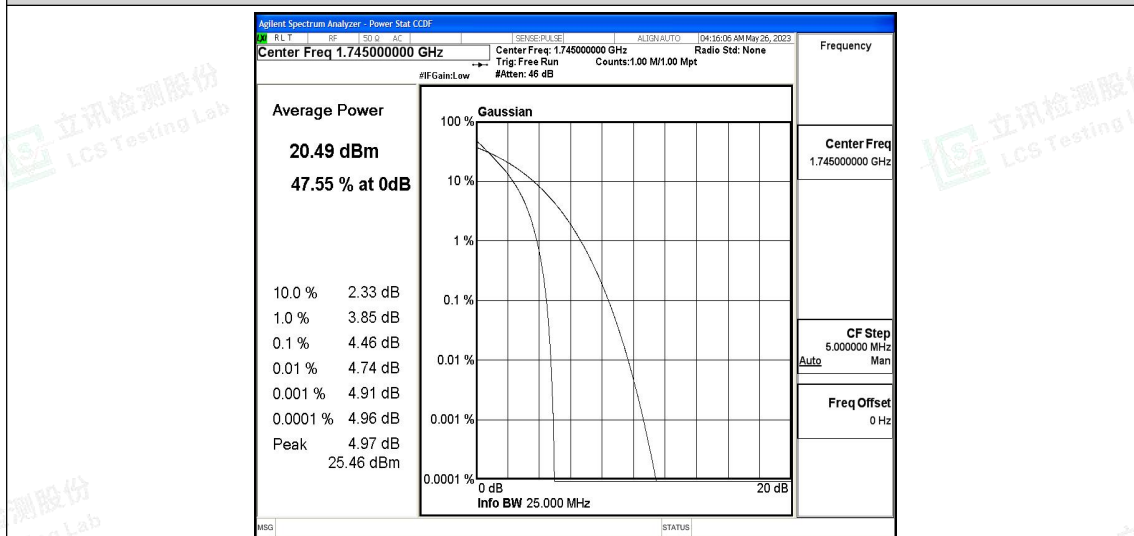 Agilent Spectrum Analyzer - Power Stat CCDF
RLT RF 50 Ω AC SENSE:PULSE ALIGN AUTO 04:16:06 AM May 26, 2023
Center Freq 1.745000000 GHz
Center Freq: 1.745000000 GHz Radio Std: None
Trig: Free Run Counts:1.00 M/1.00 Mpt
#IFGain:Low #Atten: 46 dB
Frequency
Average Power
20.49 dBm
47.55 % at 0dB
10.0 % 2.33 dB
1.0 % 3.85 dB
0.1 % 4.46 dB
0.01 % 4.74 dB
0.001 % 4.91 dB
0.0001 % 4.96 dB
Peak 4.97 dB
25.46 dBm
Gaussian
100 %
10 %
1 %
0.1 %
0.01 %
0.001 %
0.0001 %
0 dB 20 dB
Info BW 25.000 MHz
Center Freq
1.745000000 GHz
CF Step
5.000000 MHz
Auto Man
Freq Offset
0 Hz
MSG STATUS
立讯检测股份
LCS Testing Lab
立讯检测股份
LCS Testing L
测股份
ng Lab